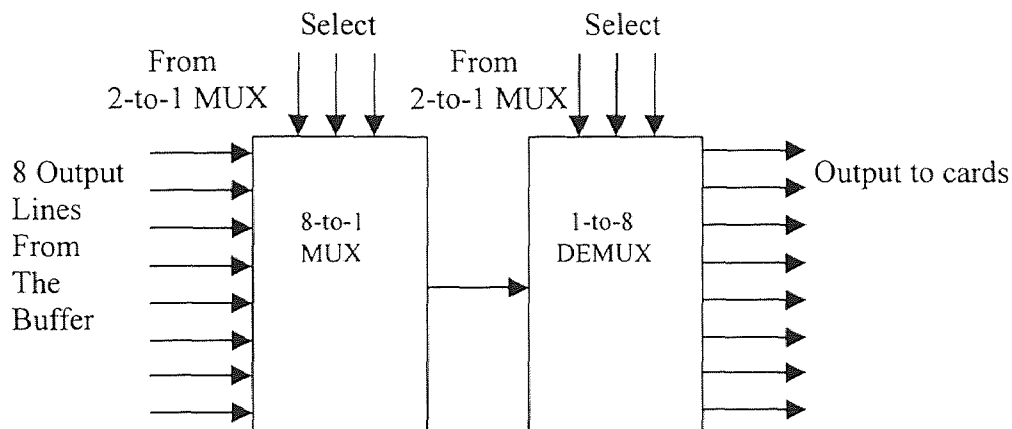 Select
Select
From
2-to-1 MUX
From
2-to-1 MUX
8 Output
Lines
From
The
Buffer
8-to-1
MUX
1-to-8
DEMUX
Output to cards